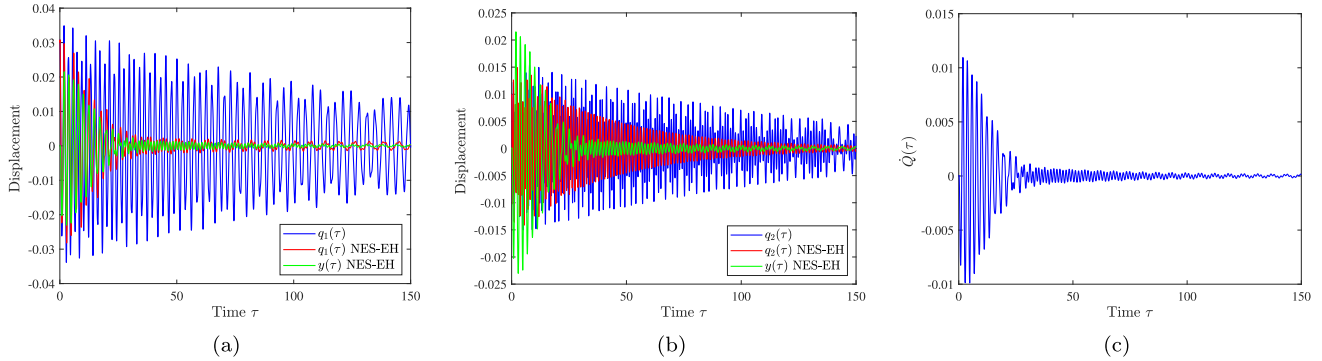 0.04
0.03
0.02
0.01
0
-0.01
-0.02
-0.03
-0.04
Displacement
0
50
100
150
Time τ
q₁(τ)
q₁(τ) NES-EH
y(τ) NES-EH
(a)
0.025
0.02
0.015
0.01
0.005
0
-0.005
-0.01
-0.015
-0.02
-0.025
Displacement
0
50
100
150
Time τ
q₂(τ)
q₂(τ) NES-EH
y(τ) NES-EH
(b)
0.015
0.01
0.005
0
-0.005
-0.01
Q̇(τ)
0
50
100
150
Time τ
(c)